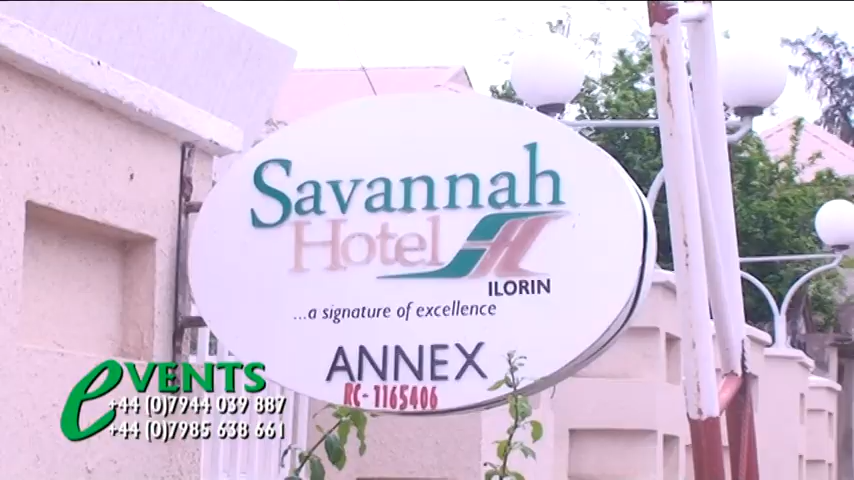 Savannah
Hotel
ILORIN
...a signature of excellence
ANNEX
RC-1165406
events
+44 (0)7944 039 887
+44 (0)7985 638 661